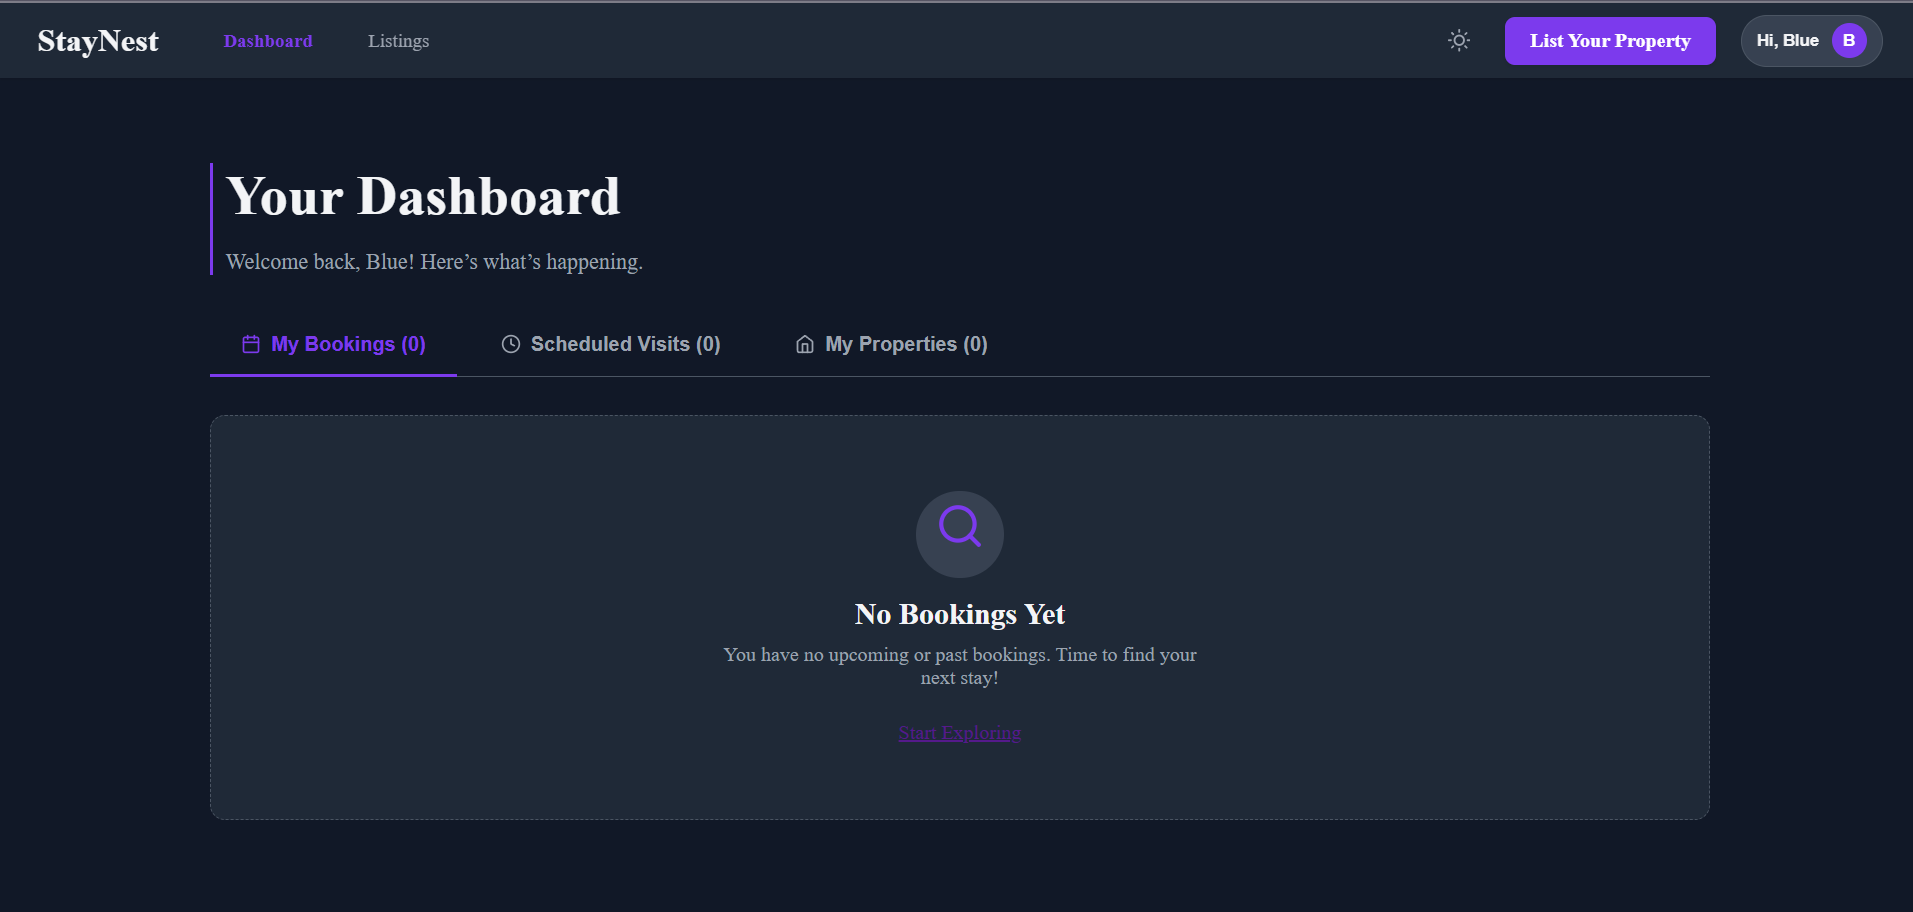 StayNest
Dashboard
Listings
List Your Property
Hi, Blue
B
Your Dashboard
Welcome back, Blue! Here’s what’s happening.
My Bookings (0)
Scheduled Visits (0)
My Properties (0)
No Bookings Yet
You have no upcoming or past bookings. Time to find your
next stay!
Start Exploring